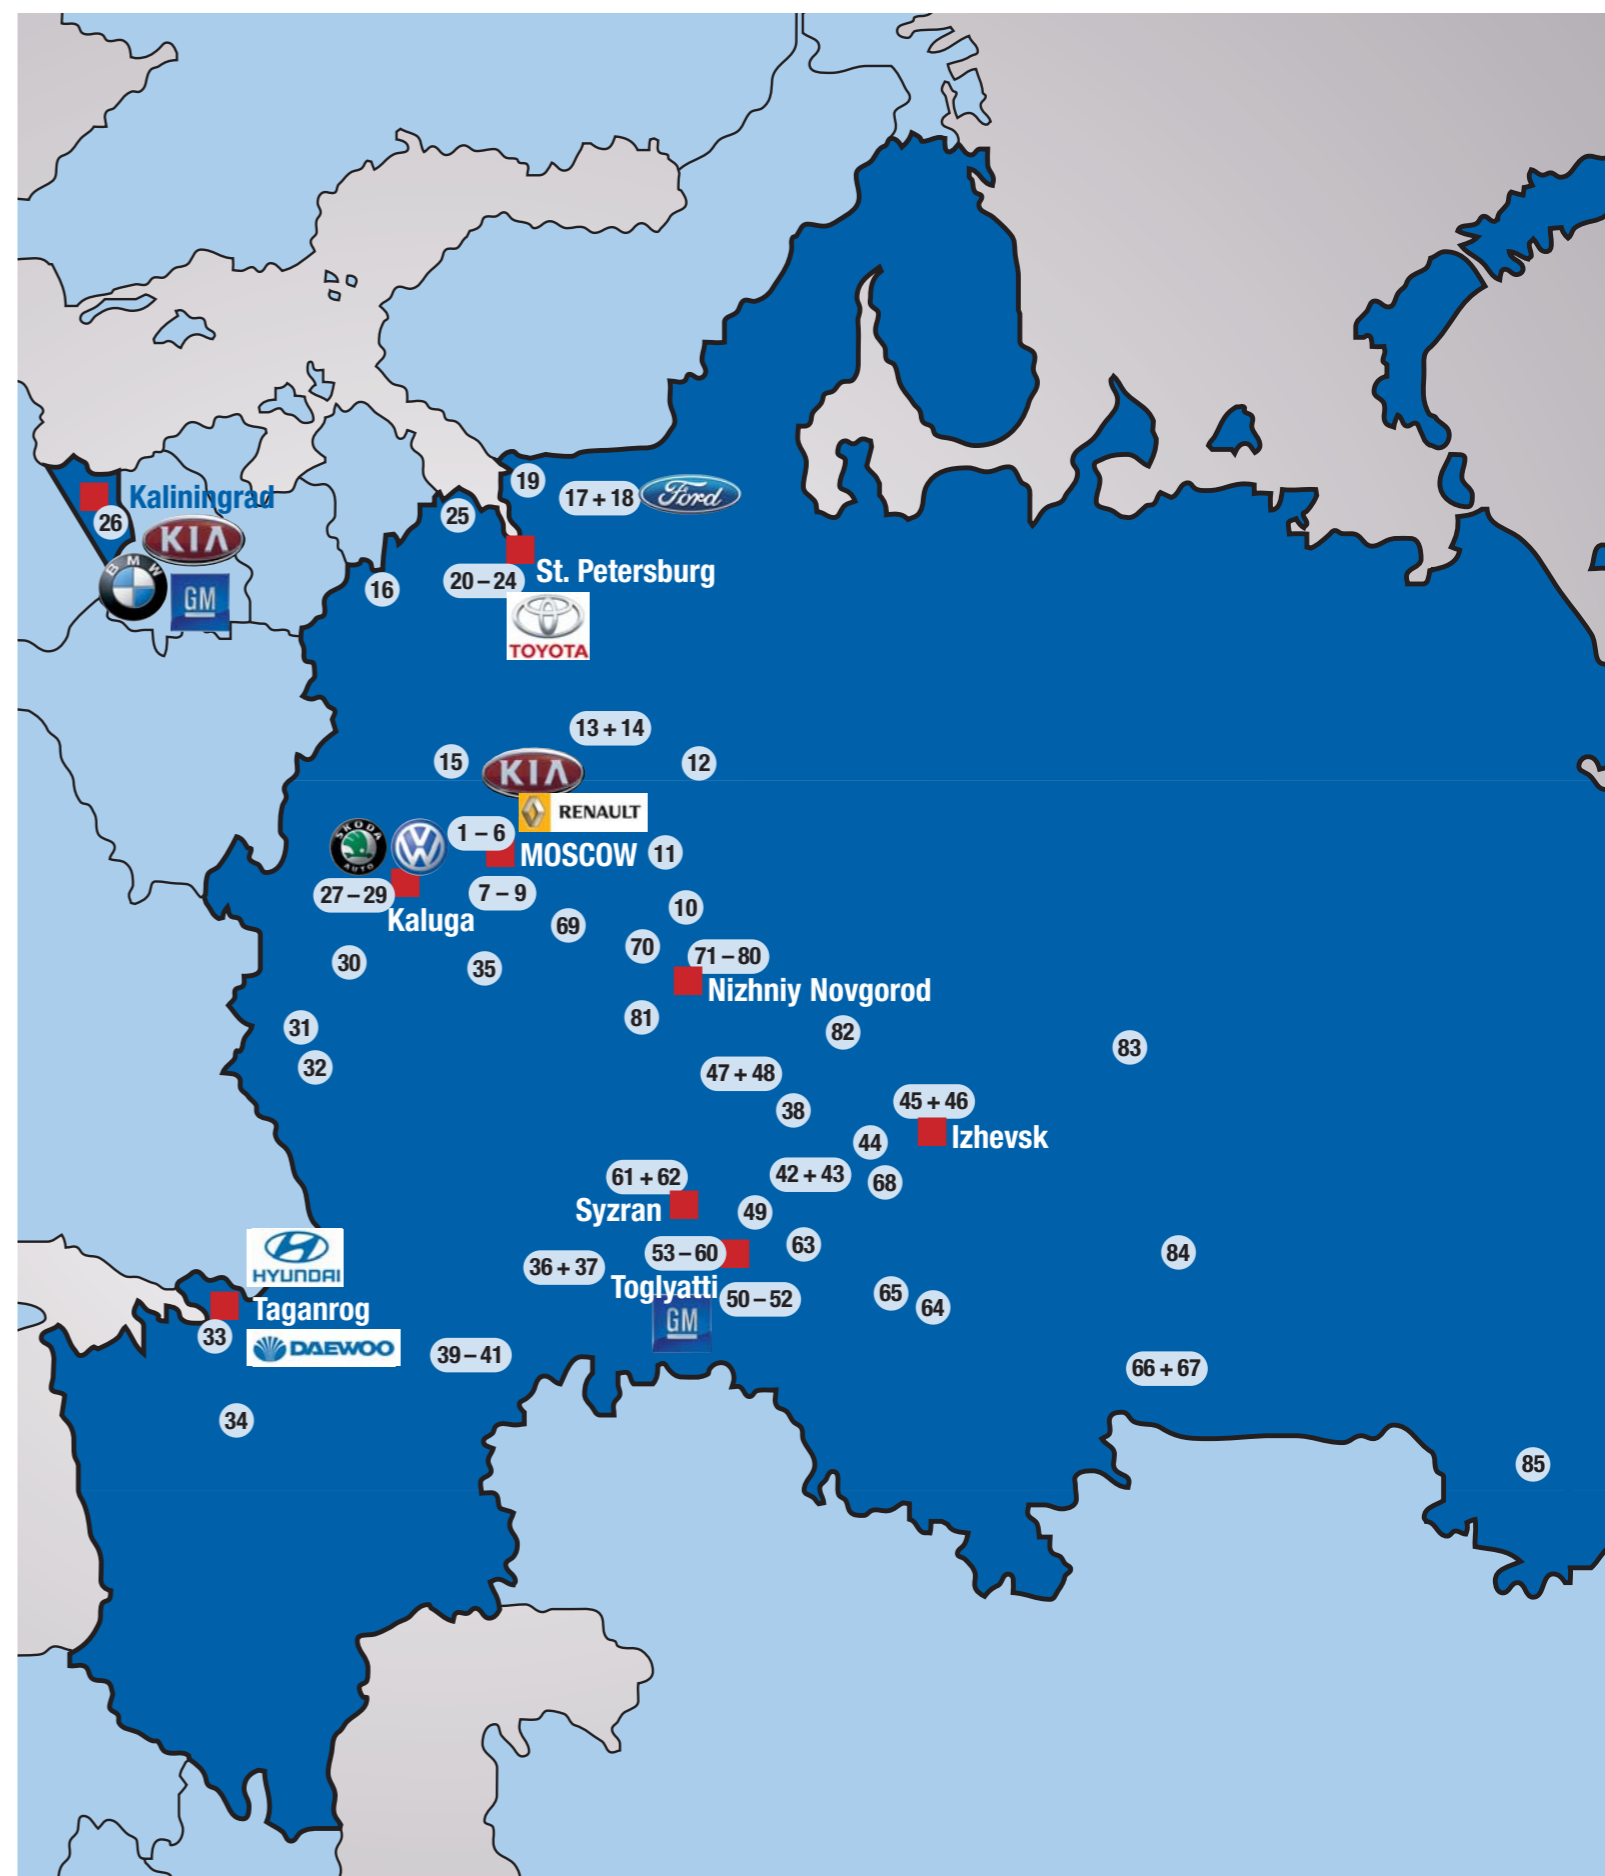 19
17 + 18
Ford
Kaliningrad
26
KIA
BMW
GM
25
16
20 – 24
St. Petersburg
TOYOTA
13 + 14
15
12
KIA
RENAULT
SKODA
AUTO
VW
1 – 6
MOSCOW
11
27 – 29
Kaluga
7 – 9
10
69
70
71 – 80
30
35
Nizhniy Novgorod
31
81
82
83
32
47 + 48
38
45 + 46
Izhevsk
44
61 + 62
42 + 43
68
Syzran
49
53 – 60
63
84
HYUNDAI
36 + 37
Toglyatti
50 – 52
65
64
GM
Taganrog
33
DAEWOO
39 – 41
66 + 67
34
85